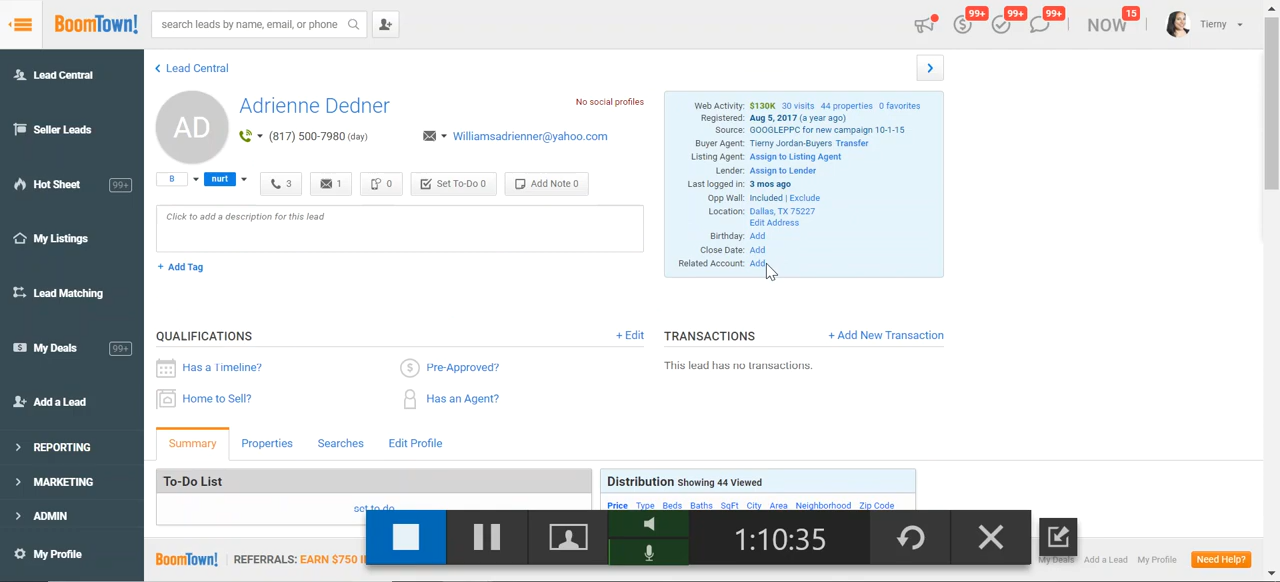 BoomTown!
search leads by name, email, or phone
99+
99+
99+
NOW
15
Tierny
Lead Central
Seller Leads
Hot Sheet
99+
My Listings
Lead Matching
My Deals
99+
Add a Lead
REPORTING
MARKETING
ADMIN
My Profile
Lead Central
AD
Adrienne Dedner
No social profiles
(817) 500-7980 (day)
Williamsadrienner@yahoo.com
B
nurt
3
1
0
Set To-Do 0
Add Note 0
Click to add a description for this lead
+ Add Tag
Web Activity: $130K 30 visits 44 properties 0 favorites
Registered: Aug 5, 2017 (a year ago)
Source: GOOGLEPPC for new campaign 10-1-15
Buyer Agent: Tierny Jordan-Buyers Transfer
Listing Agent: Assign to Listing Agent
Lender: Assign to Lender
Last logged in: 3 mos ago
Opp Wall: Included | Exclude
Location: Dallas, TX 75227
Edit Address
Birthday: Add
Close Date: Add
Related Account: Add
QUALIFICATIONS
+ Edit
Has a Timeline?
Pre-Approved?
Home to Sell?
Has an Agent?
TRANSACTIONS
+ Add New Transaction
This lead has no transactions.
Summary
Properties
Searches
Edit Profile
To-Do List
set to do
Distribution Showing 44 Viewed
Price Type Beds Baths SqFt City Area Neighborhood Zip Code
1:10:35
BoomTown!
REFERRALS: EARN $750
My Deals
Add a Lead
My Profile
Need Help?